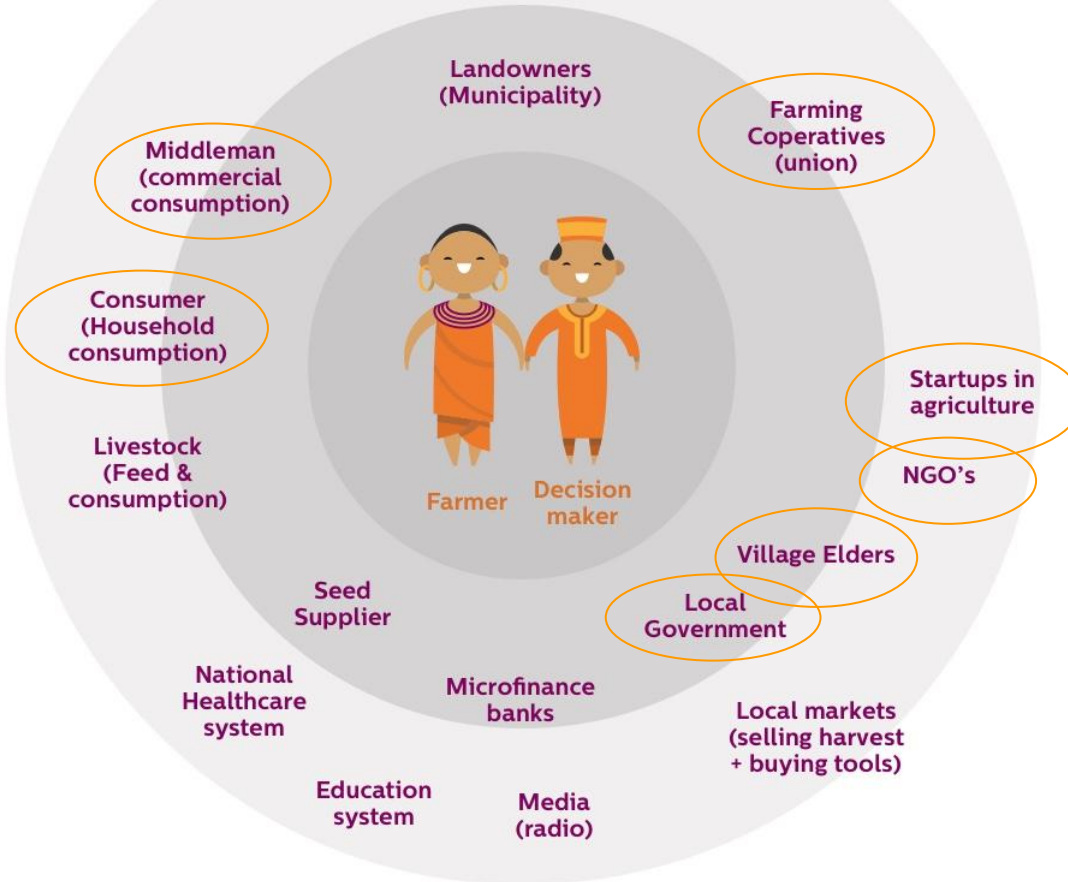 Landowners
(Municipality)
Farming
Coperatives
(union)
Middleman
(commercial
consumption)
Consumer
(Household
consumption)
Startups in
agriculture
Livestock
(Feed &
consumption)
NGO's
Farmer
Decision
maker
Village Elders
Seed
Supplier
Local
Government
National
Healthcare
system
Microfinance
banks
Local markets
(selling harvest
+ buying tools)
Education
system
Media
(radio)